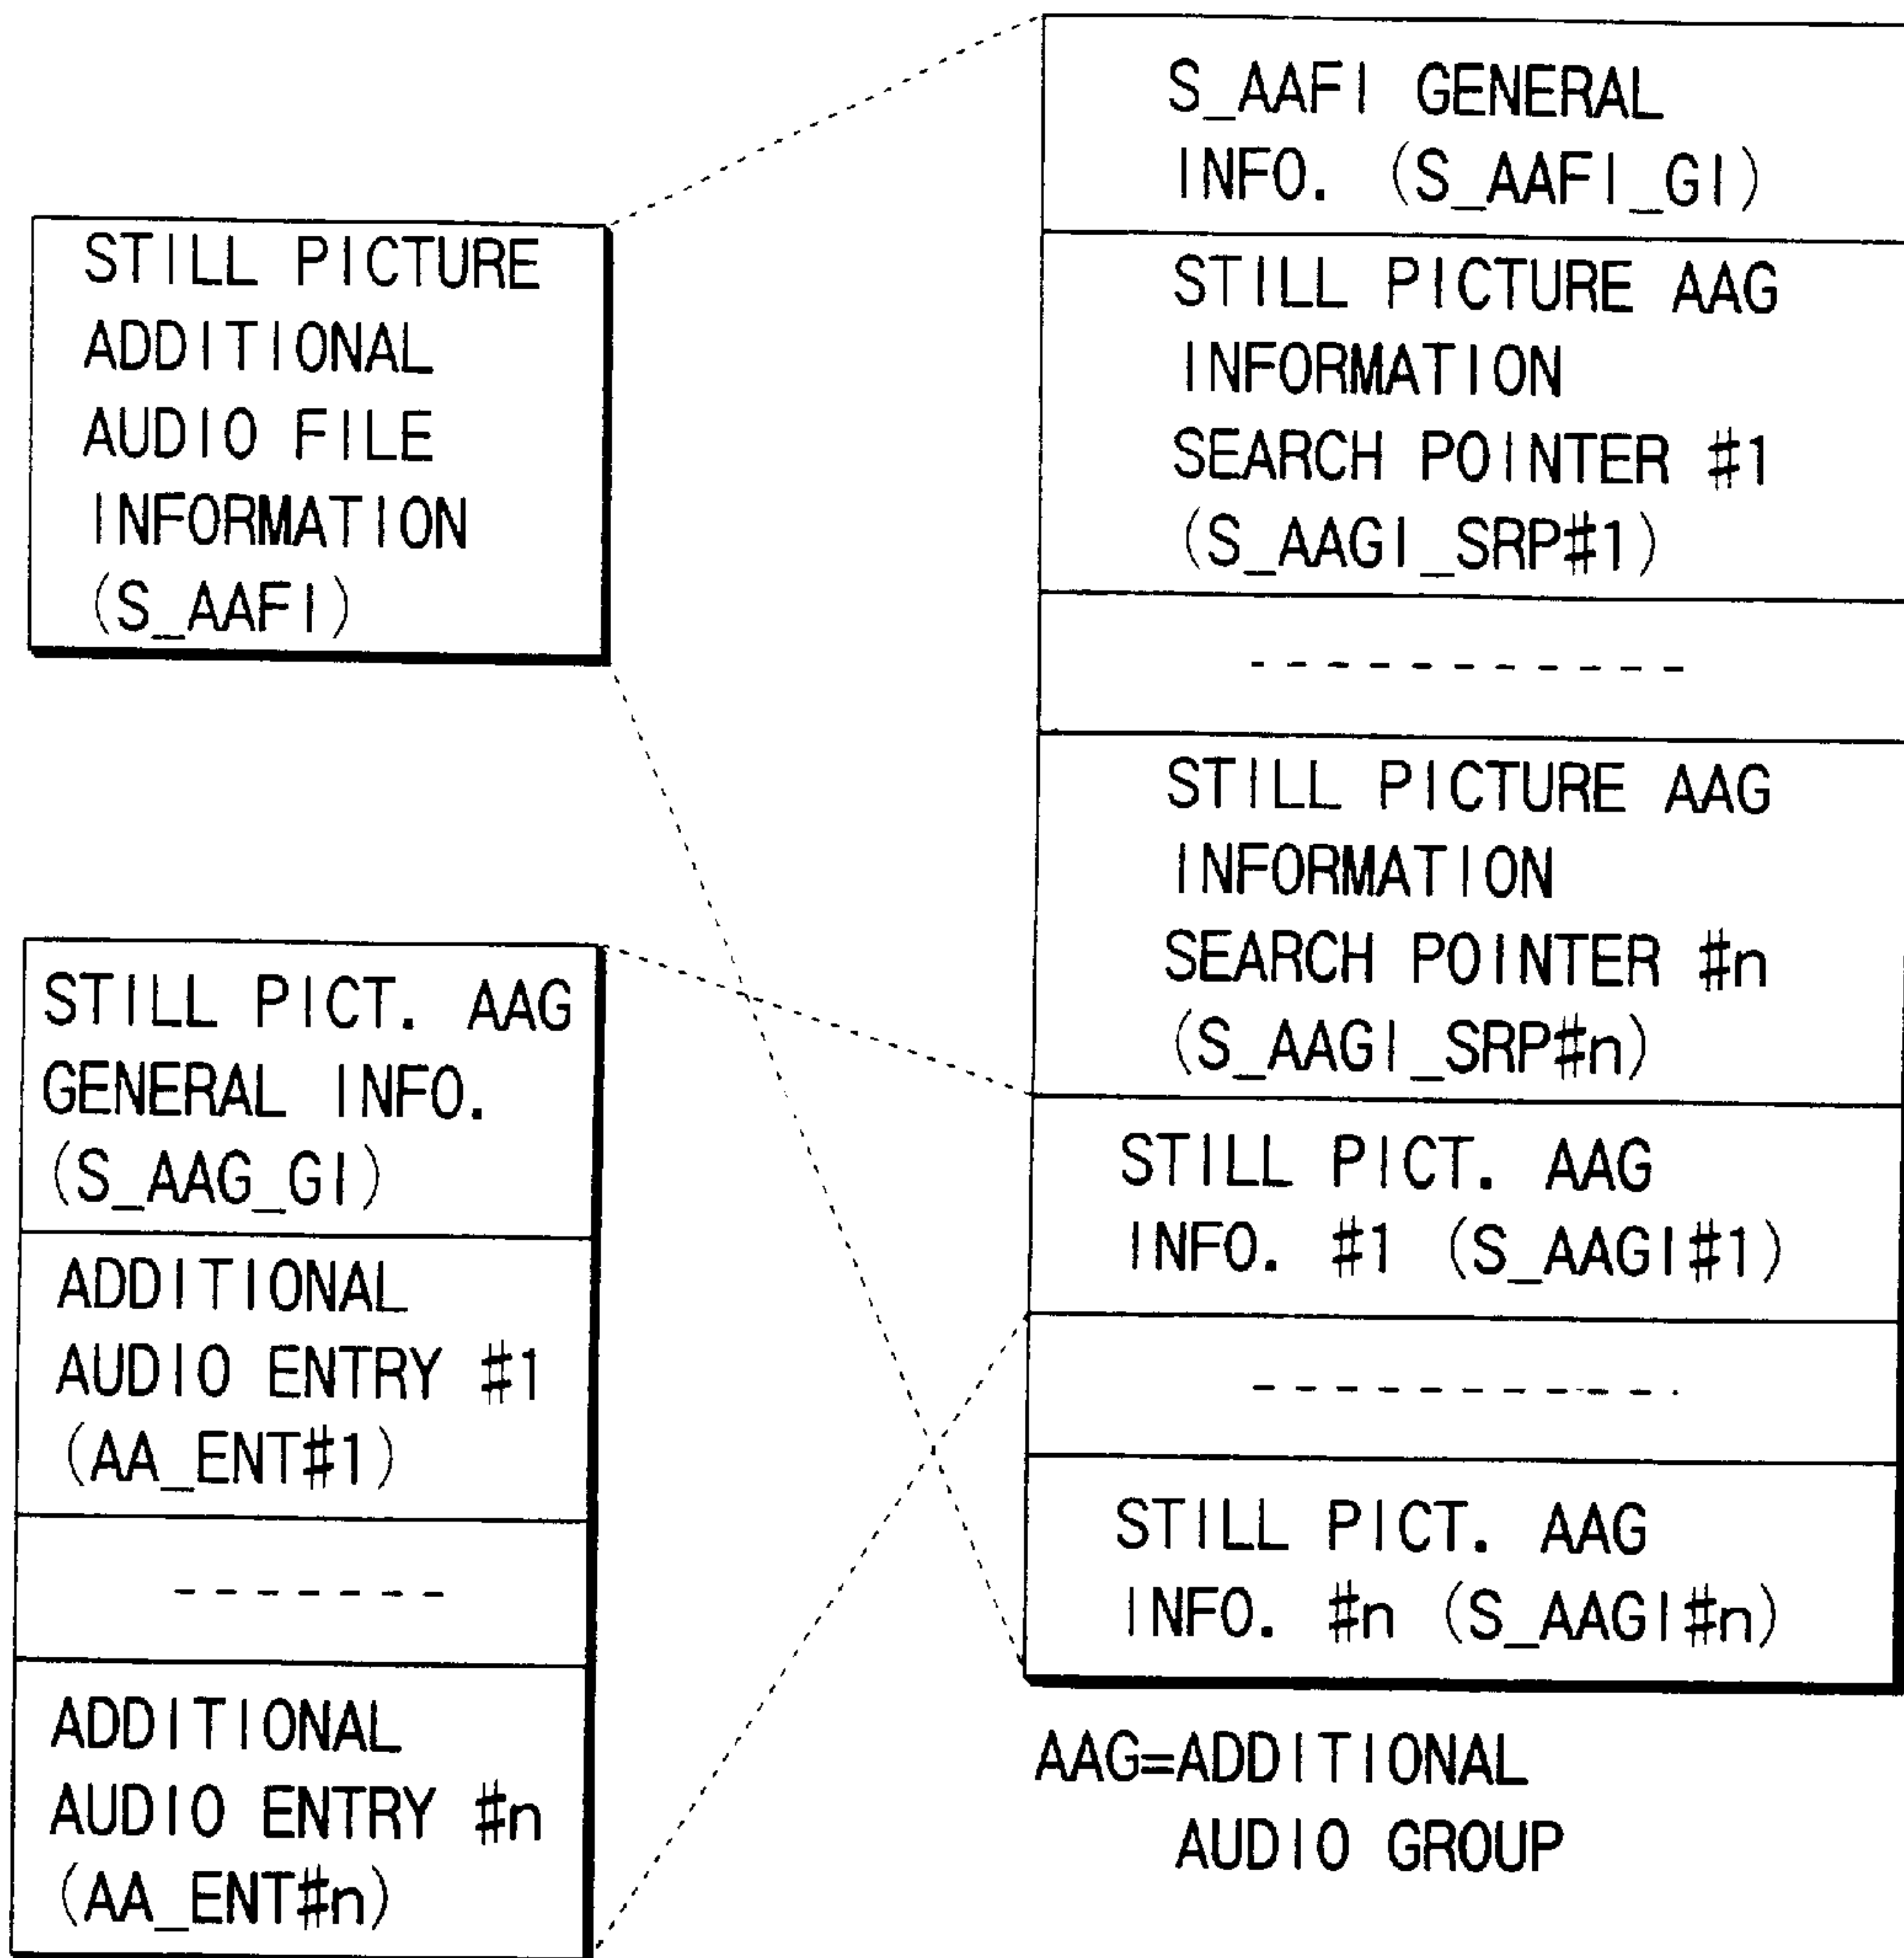 STILL PICTURE
ADDITIONAL
AUDIO FILE
INFORMATION
(S_AAFI)
S_AAFI GENERAL
INFO. (S_AAFI_GI)
STILL PICTURE AAG
INFORMATION
SEARCH POINTER #1
(S_AAGI_SRP#1)
STILL PICTURE AAG
INFORMATION
SEARCH POINTER #n
(S_AAGI_SRP#n)
STILL PICT. AAG
INFO. #1 (S_AAGI#1)
STILL PICT. AAG
INFO. #n (S_AAGI#n)
STILL PICT. AAG
GENERAL INFO.
(S_AAG_GI)
ADDITIONAL
AUDIO ENTRY #1
(AA_ENT#1)
ADDITIONAL
AUDIO ENTRY #n
(AA_ENT#n)
AAG=ADDITIONAL
AUDIO GROUP